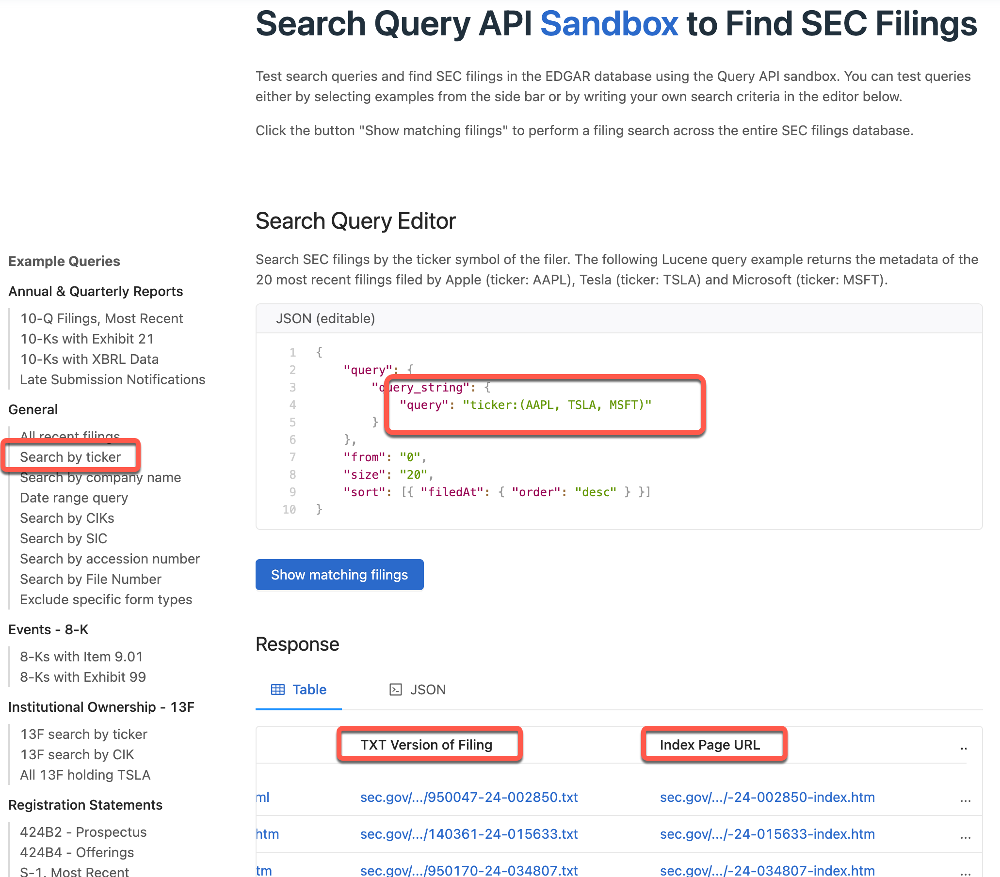 Search Query API Sandbox to Find SEC Filings
Test search queries and find SEC filings in the EDGAR database using the Query API sandbox. You can test queries
either by selecting examples from the side bar or by writing your own search criteria in the editor below.
Click the button "Show matching filings" to perform a filing search across the entire SEC filings database.
Example Queries
Annual & Quarterly Reports
10-Q Filings, Most Recent
10-Ks with Exhibit 21
10-Ks with XBRL Data
Late Submission Notifications
General
All recent filings
Search by ticker
Search by company name
Date range query
Search by CIKs
Search by SIC
Search by accession number
Search by File Number
Exclude specific form types
Events - 8-K
8-Ks with Item 9.01
8-Ks with Exhibit 99
Institutional Ownership - 13F
13F search by ticker
13F search by CIK
All 13F holding TSLA
Registration Statements
424B2 - Prospectus
424B4 - Offerings
S-1, Most Recent
Search Query Editor
Search SEC filings by the ticker symbol of the filer. The following Lucene query example returns the metadata of the
20 most recent filings filed by Apple (ticker: AAPL), Tesla (ticker: TSLA) and Microsoft (ticker: MSFT).
JSON (editable)
1 {
2 "query": {
3 "query_string": {
4 "query": "ticker:(AAPL, TSLA, MSFT)"
5 }
6 },
7 "from": "0",
8 "size": "20",
9 "sort": [{ "filedAt": { "order": "desc" } }]
10 }
Show matching filings
Response
Table JSON
TXT Version of Filing Index Page URL ..
ml sec.gov/.../950047-24-002850.txt sec.gov/.../-24-002850-index.htm ...
htm sec.gov/.../140361-24-015633.txt sec.gov/.../-24-015633-index.htm ...
tm sec.gov/.../950170-24-034807.txt sec.gov/.../-24-034807-index.htm ...